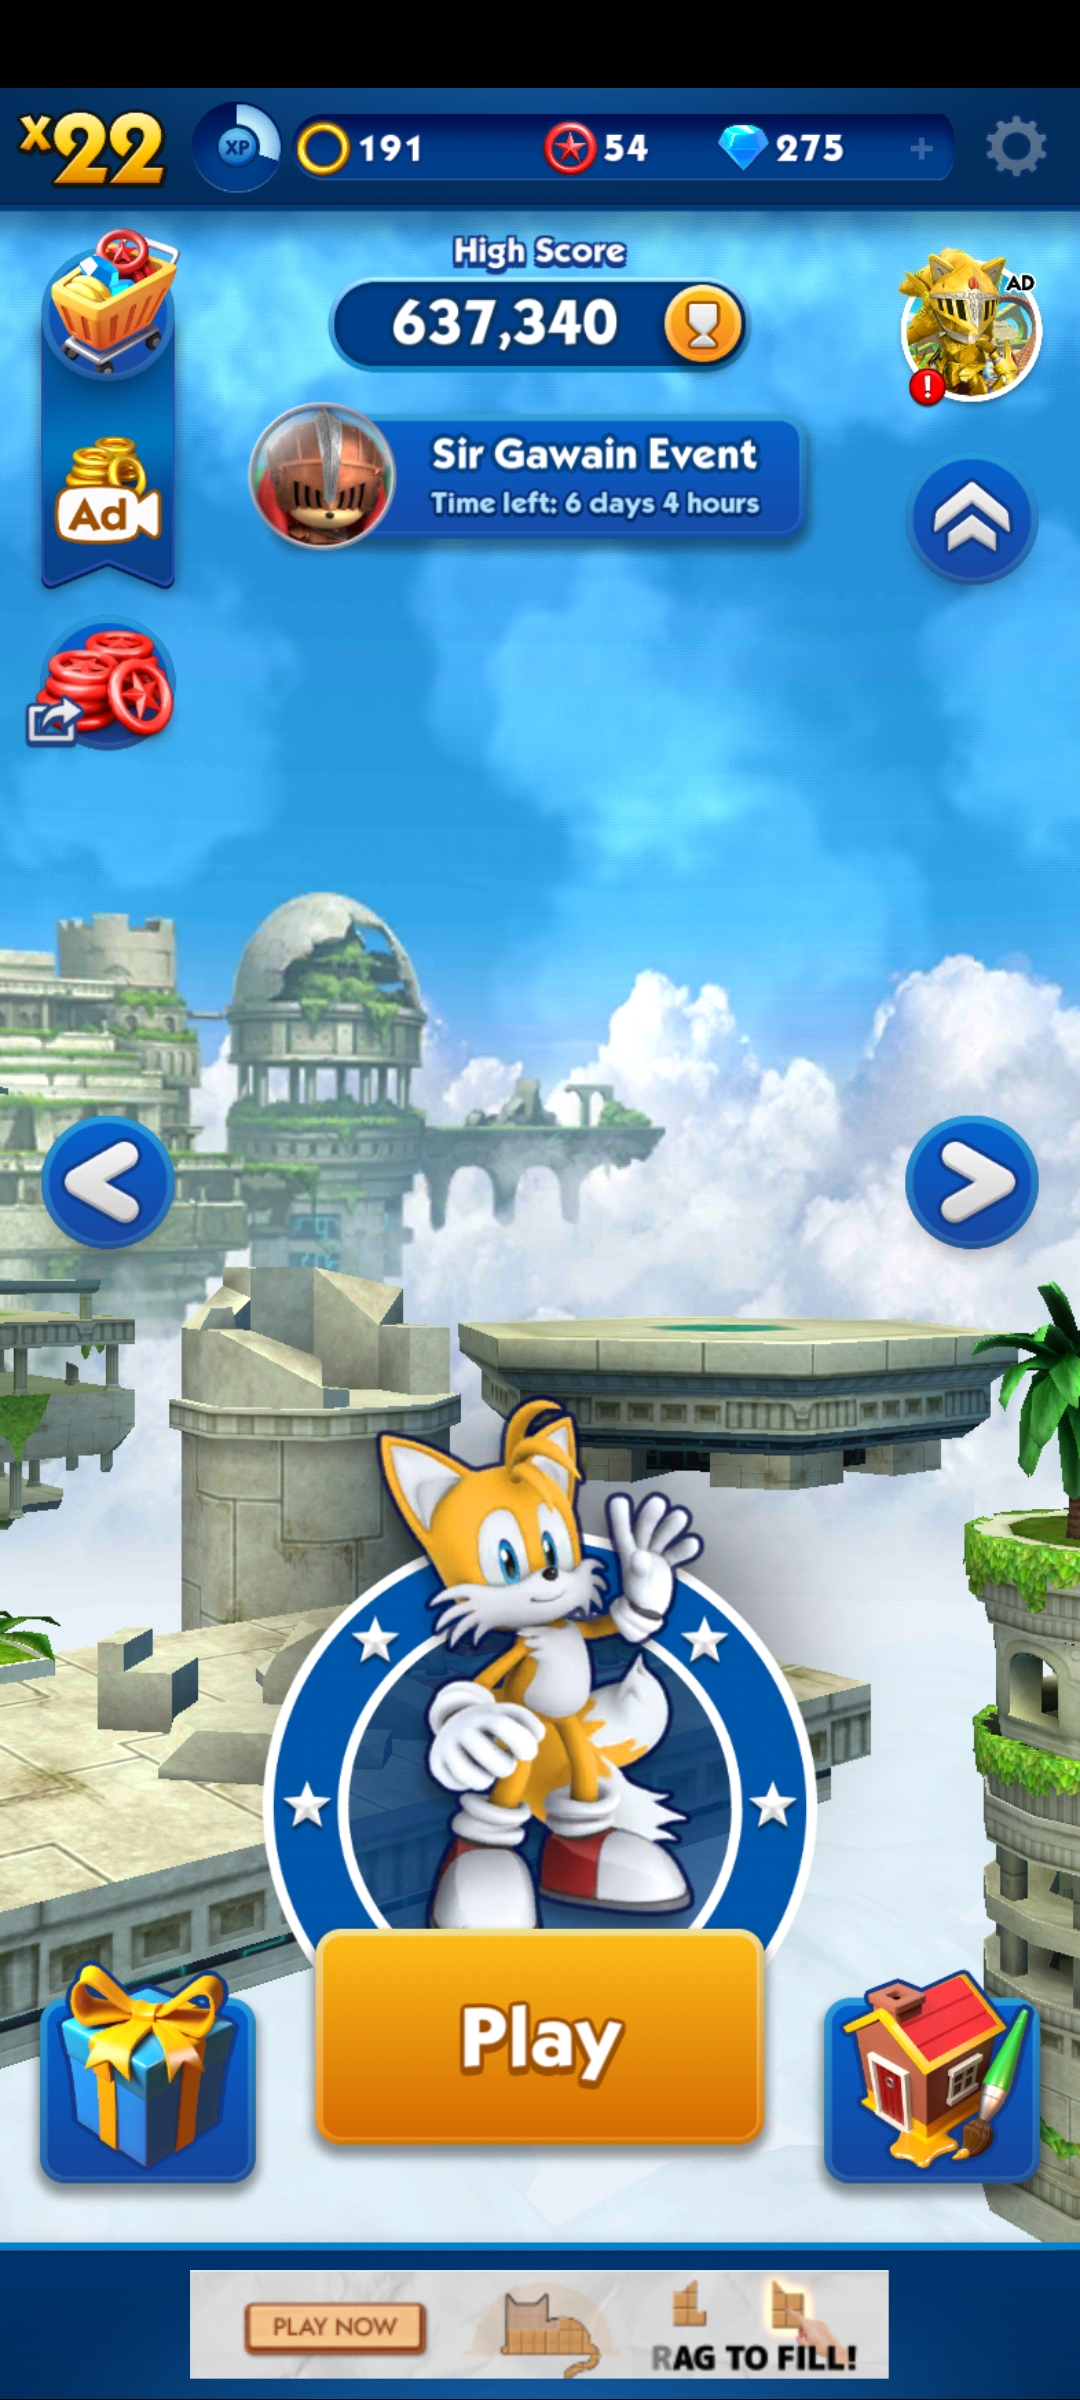 x22
XP
191
54
275
High Score
637,340
AD
!
Sir Gawain Event
Time left: 6 days 4 hours
Ad
Play
PLAY NOW
RAG TO FILL!